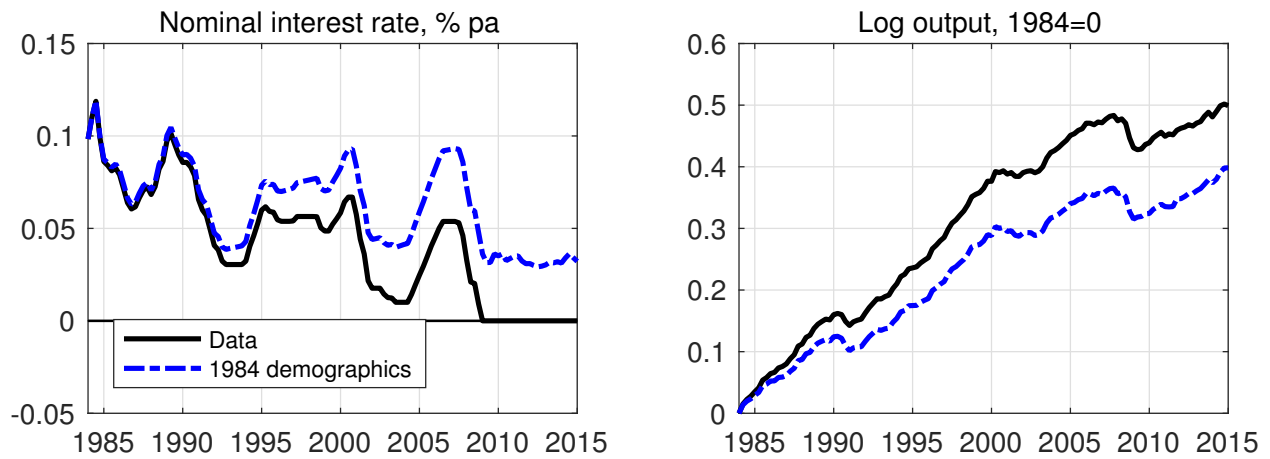 Nominal interest rate, % pa
0.15
0.1
0.05
0
-0.05
1985 1990 1995 2000 2005 2010 2015
Data
1984 demographics
Log output, 1984=0
0.6
0.5
0.4
0.3
0.2
0.1
0
1985 1990 1995 2000 2005 2010 2015